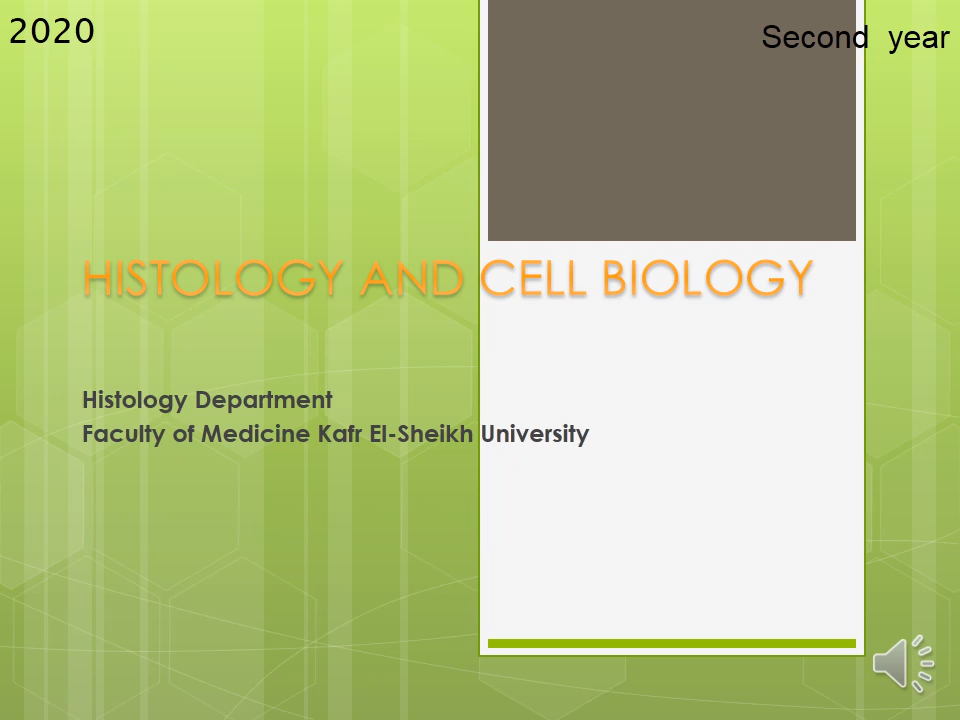 2020
Second year
HISTOLOGY AND CELL BIOLOGY
Histology Department
Faculty of Medicine Kafr El-Sheikh University